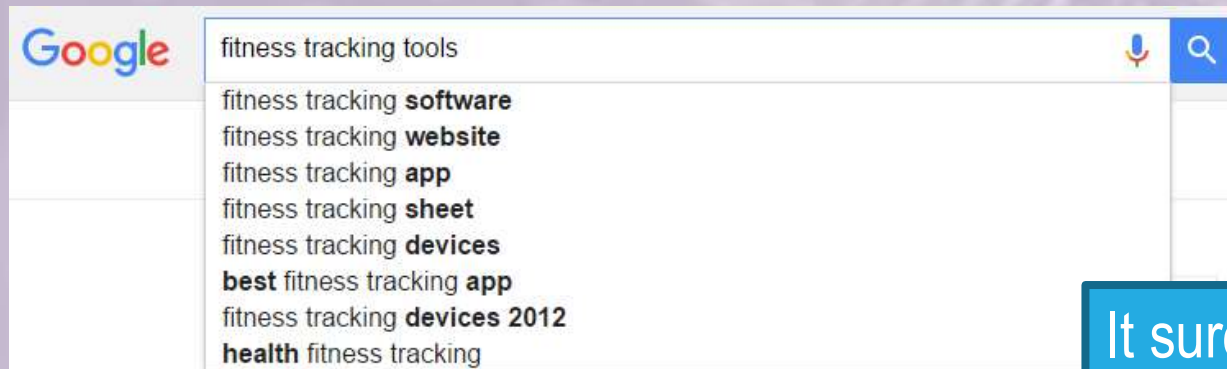 Google
fitness tracking tools
fitness tracking software
fitness tracking website
fitness tracking app
fitness tracking sheet
fitness tracking devices
best fitness tracking app
fitness tracking devices 2012
health fitness tracking
It